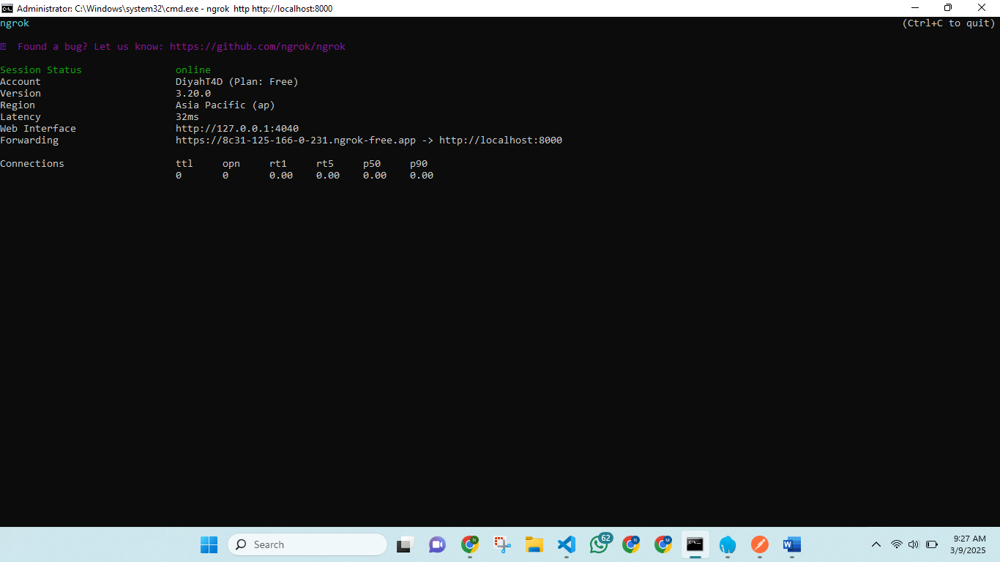 Administrator: C:\Windows\system32\cmd.exe - ngrok  http http://localhost:8000
ngrok (Ctrl+C to quit)
Found a bug? Let us know: https://github.com/ngrok/ngrok
Session Status online
Account DiyahT4D (Plan: Free)
Version 3.20.0
Region Asia Pacific (ap)
Latency 32ms
Web Interface http://127.0.0.1:4040
Forwarding https://8c31-125-166-0-231.ngrok-free.app -> http://localhost:8000
Connections ttl opn rt1 rt5 p50 p90
0 0 0.00 0.00 0.00 0.00
Search
62
9:27 AM
3/9/2025